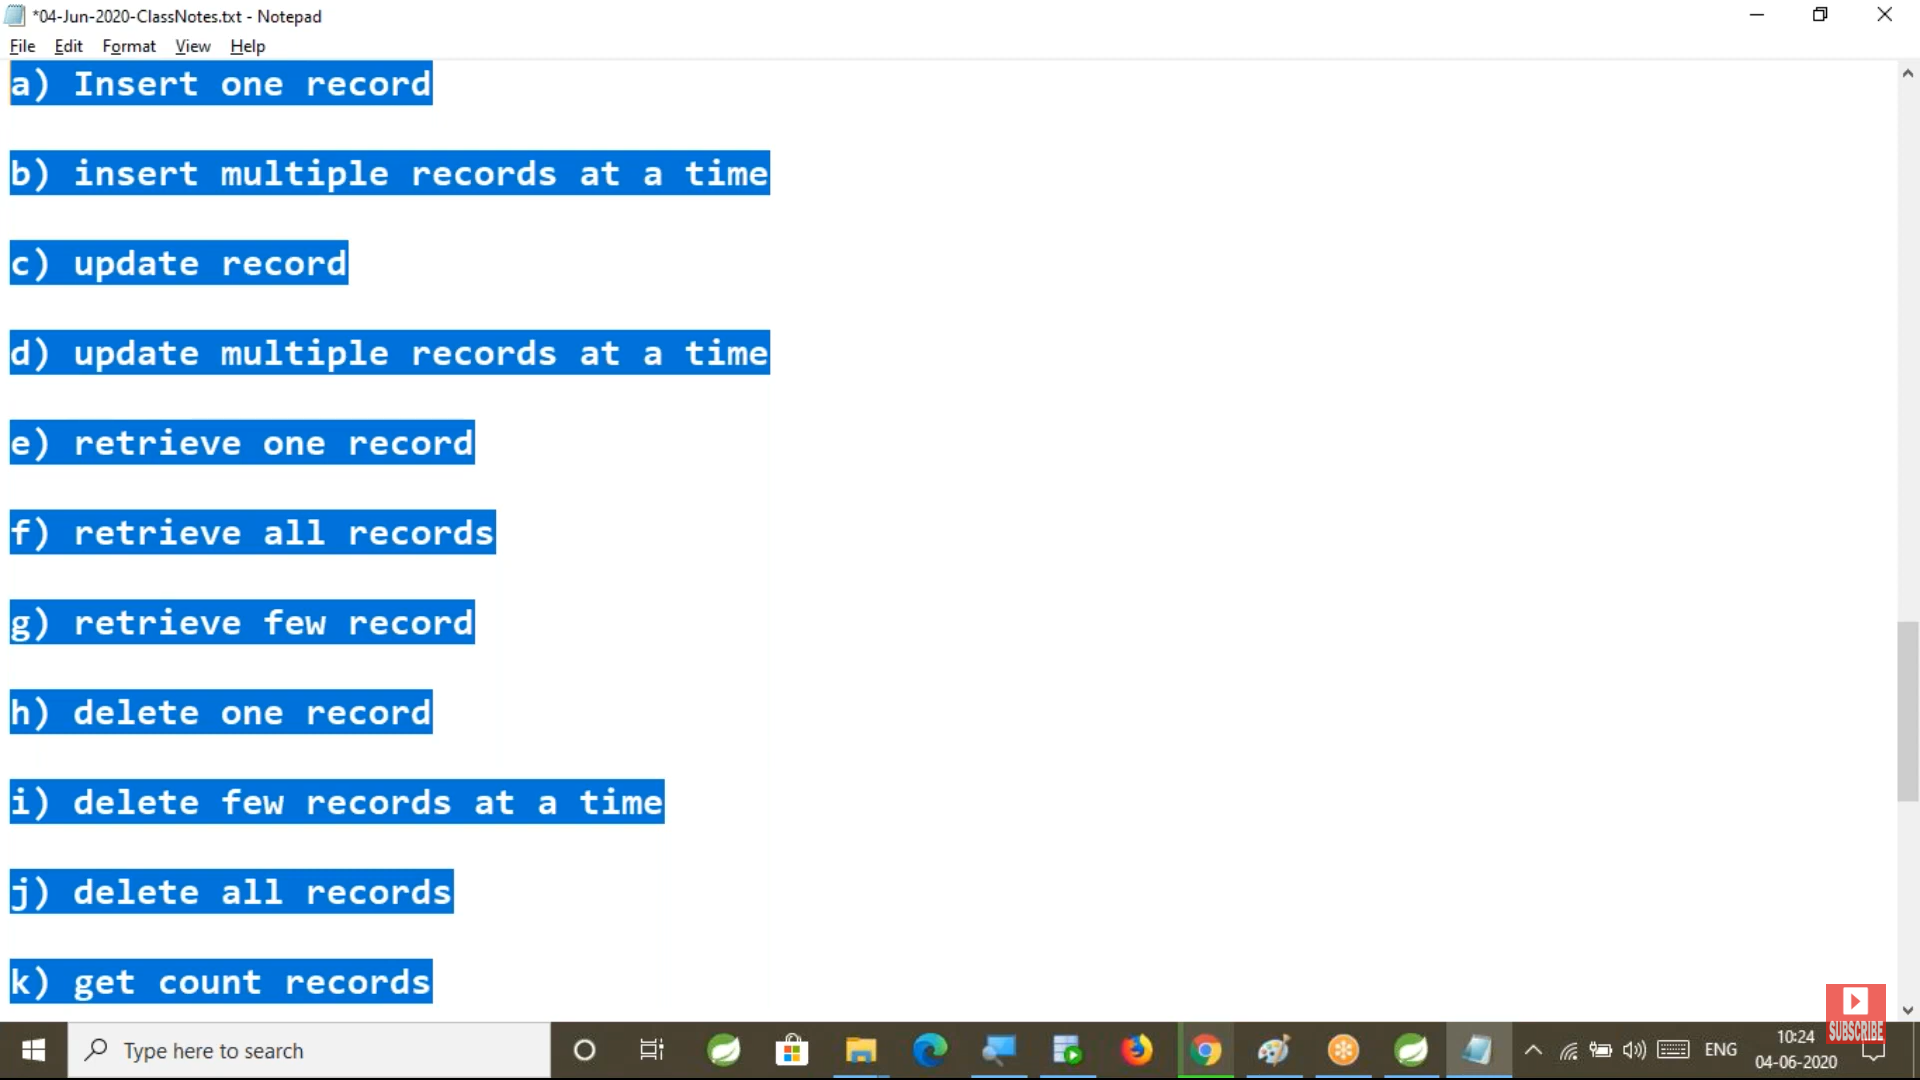 *04-Jun-2020-ClassNotes.txt - Notepad
File Edit Format View Help
a) Insert one record
b) insert multiple records at a time
c) update record
d) update multiple records at a time
e) retrieve one record
f) retrieve all records
g) retrieve few record
h) delete one record
i) delete few records at a time
j) delete all records
k) get count records
SUBSCRIBE
Type here to search
ENG
10:24
04-06-2020